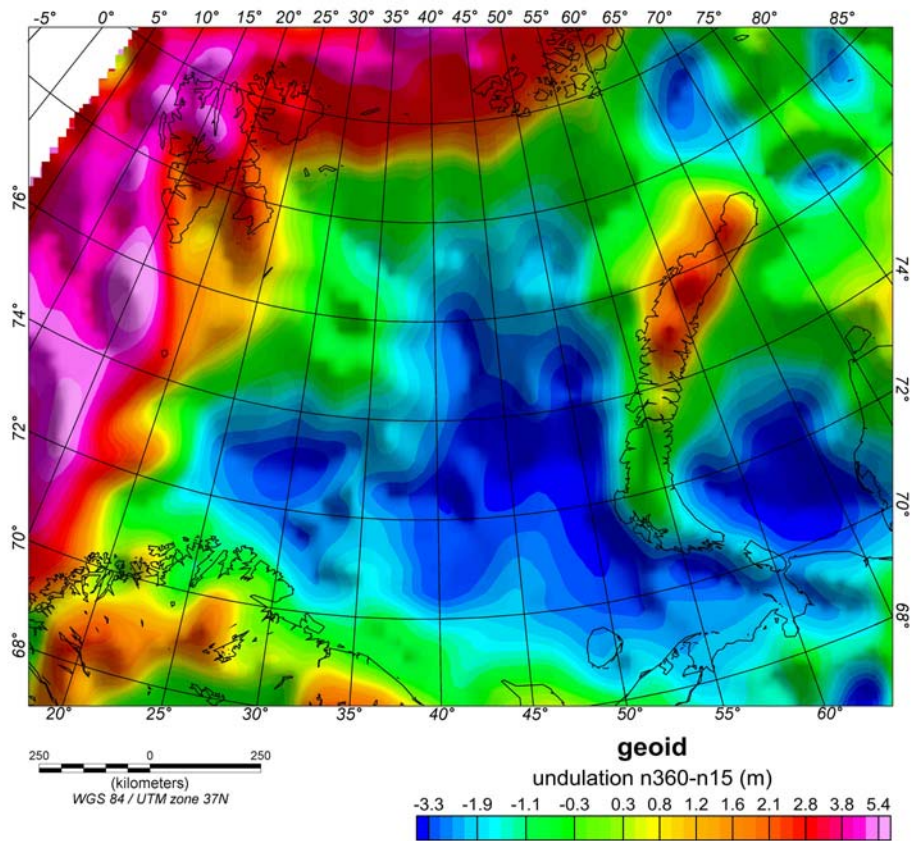 -5° 0° 5° 10° 15° 20° 25° 30° 35° 40° 45° 50° 55° 60° 65° 70° 75° 80° 85°
76°
74°
74°
72°
72°
70°
70°
68°
68°
20° 25° 30° 35° 40° 45° 50° 55° 60°
250 0 250
(kilometers)
WGS 84 / UTM zone 37N
geoid
undulation n360-n15 (m)
-3.3 -1.9 -1.1 -0.3 0.3 0.8 1.2 1.6 2.1 2.8 3.8 5.4